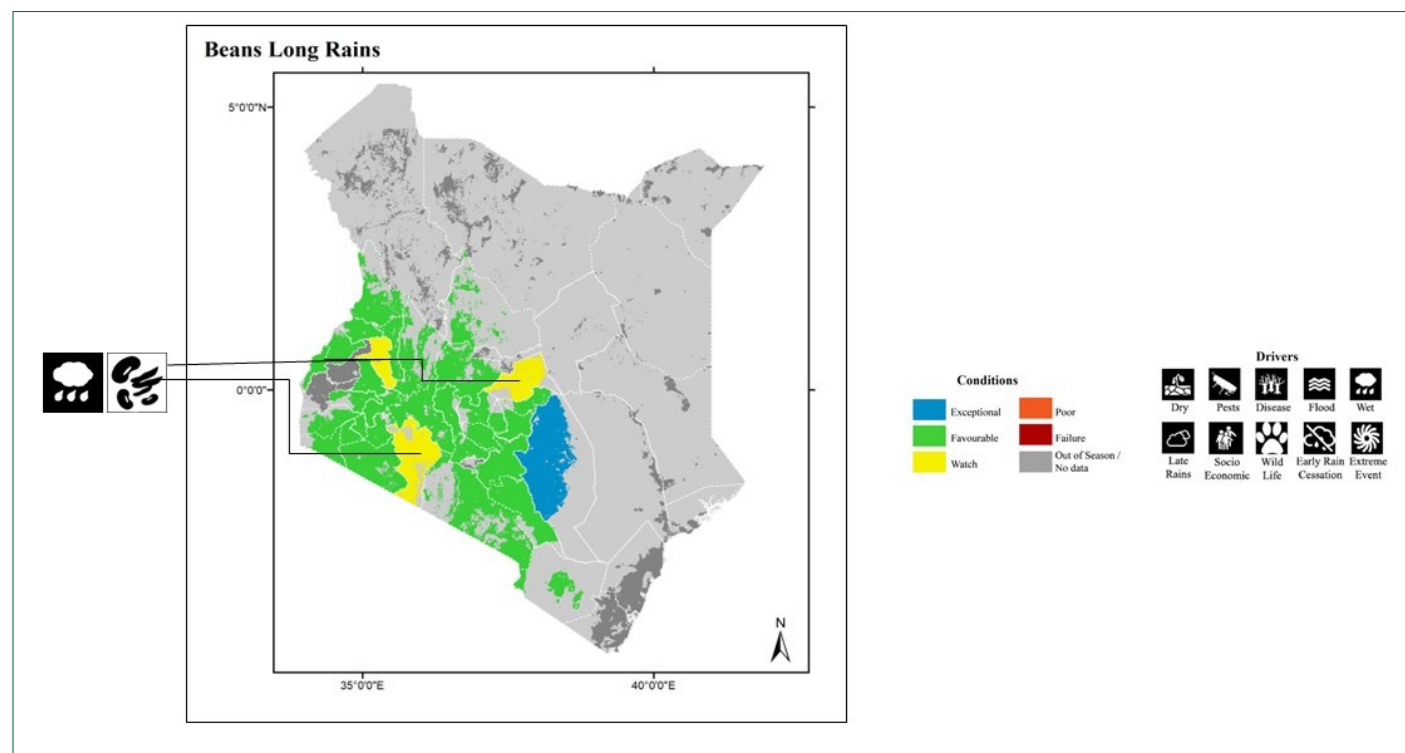 Beans Long Rains
5°0'0"N
0°0'0"
35°0'0"E
40°0'0"E
N
Conditions
Exceptional
Poor
Favourable
Failure
Watch
Out of Season /
No data
Drivers
Dry
Pests
Disease
Flood
Wet
Late
Rains
Socio
Economic
Wild
Life
Early Rain
Cessation
Extreme
Event